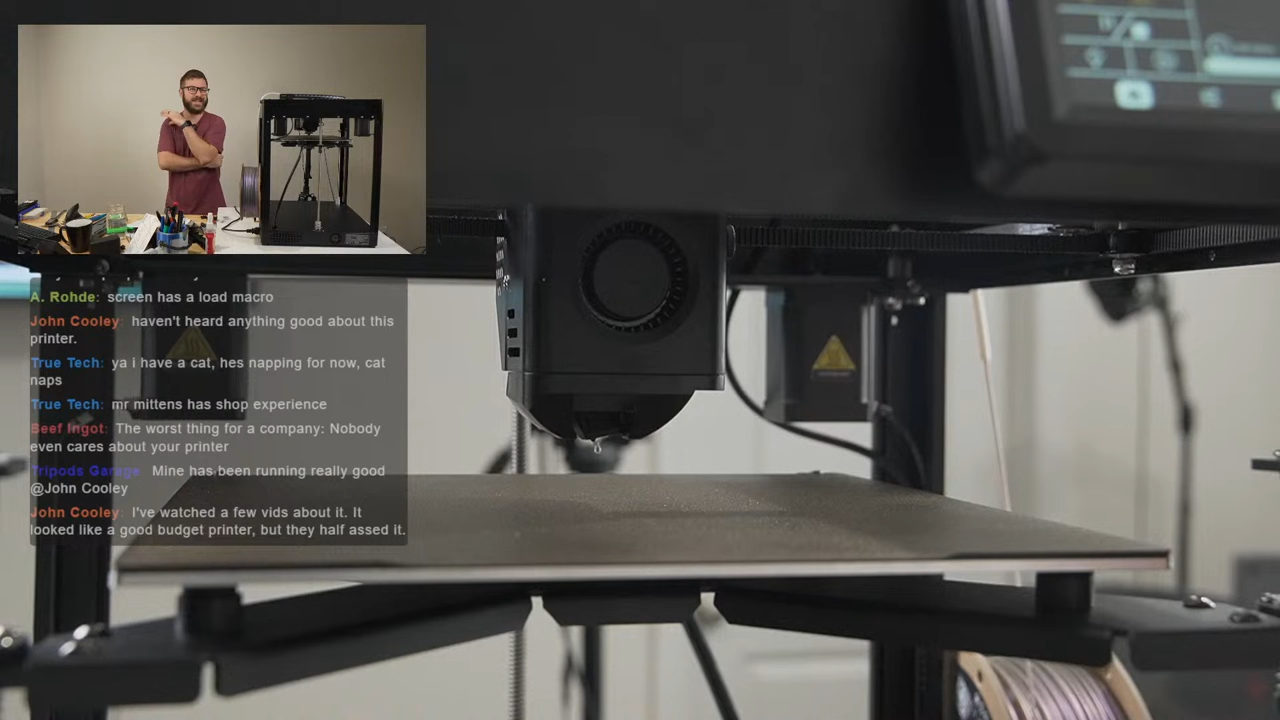 A. Rohde: screen has a load macro
John Cooley: haven't heard anything good about this
printer.
True Tech: ya i have a cat, hes napping for now, cat
naps
True Tech: mr mittens has shop experience
Beef Ingot: The worst thing for a company: Nobody
even cares about your printer
Tripods Garage Mine has been running really good
@John Cooley
John Cooley: I've watched a few vids about it. It
looked like a good budget printer, but they half assed it.